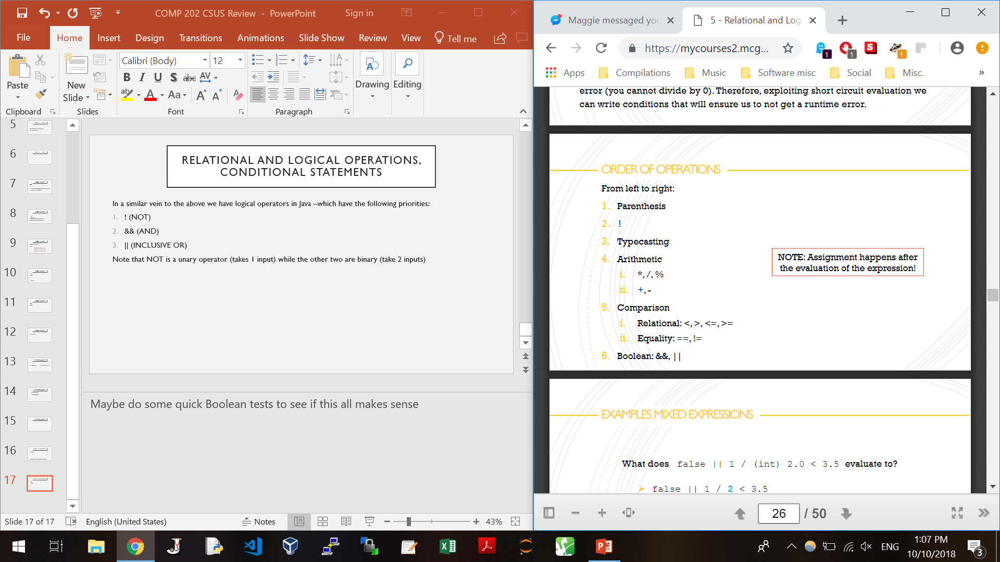 COMP 202 CSUS Review - PowerPoint
Sign in
File
Home
Insert
Design
Transitions
Animations
Slide Show
Review
View
Tell me
Paste
New
Slide
Calibri (Body)
12
B I U S abc AV
Aa
Drawing
Editing
Clipboard
Slides
Font
Paragraph
5
6
7
8
9
10
11
12
13
14
15
16
17
RELATIONAL AND LOGICAL OPERATIONS,
CONDITIONAL STATEMENTS
In a similar vein to the above we have logical operators in Java –which have the following priorities:
1. ! (NOT)
2. && (AND)
3. || (INCLUSIVE OR)
Note that NOT is a unary operator (takes 1 input) while the other two are binary (take 2 inputs)
Maybe do some quick Boolean tests to see if this all makes sense
Slide 17 of 17
English (United States)
Notes
43%
Maggie messaged you
5 - Relational and Logi
https://mycourses2.mcg...
1
1
1
Apps
Compilations
Music
Software misc
Social
Misc.
»
error (you cannot divide by 0). Therefore, exploiting short circuit evaluation we
can write conditions that will ensure us to not get a runtime error.
ORDER OF OPERATIONS
From left to right:
1. Parenthesis
2. !
3. Typecasting
4. Arithmetic
i. *, /, %
ii. +, -
5. Comparison
i. Relational: <, >, <=, >=
ii. Equality: ==, !=
6. Boolean: &&, ||
NOTE: Assignment happens after
the evaluation of the expression!
EXAMPLES MIXED EXPRESSIONS
What does false || 1 / (int) 2.0 < 3.5 evaluate to?
false || 1 / 2 < 3.5
26 / 50
ENG
1:07 PM
10/10/2018
3